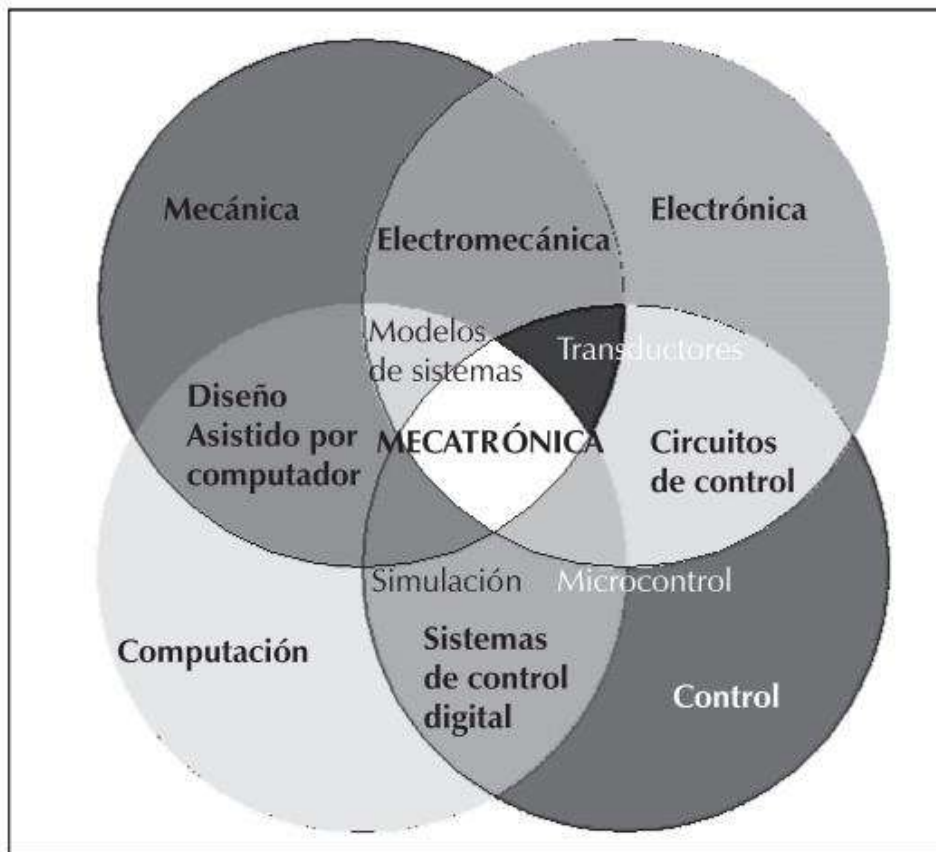 Mecánica
Electrónica
Electromecánica
Modelos
de sistemas
Transductores
Diseño
Asistido por
computador
MECATRÓNICA
Circuitos
de control
Simulación
Microcontrol
Computación
Sistemas
de control
digital
Control